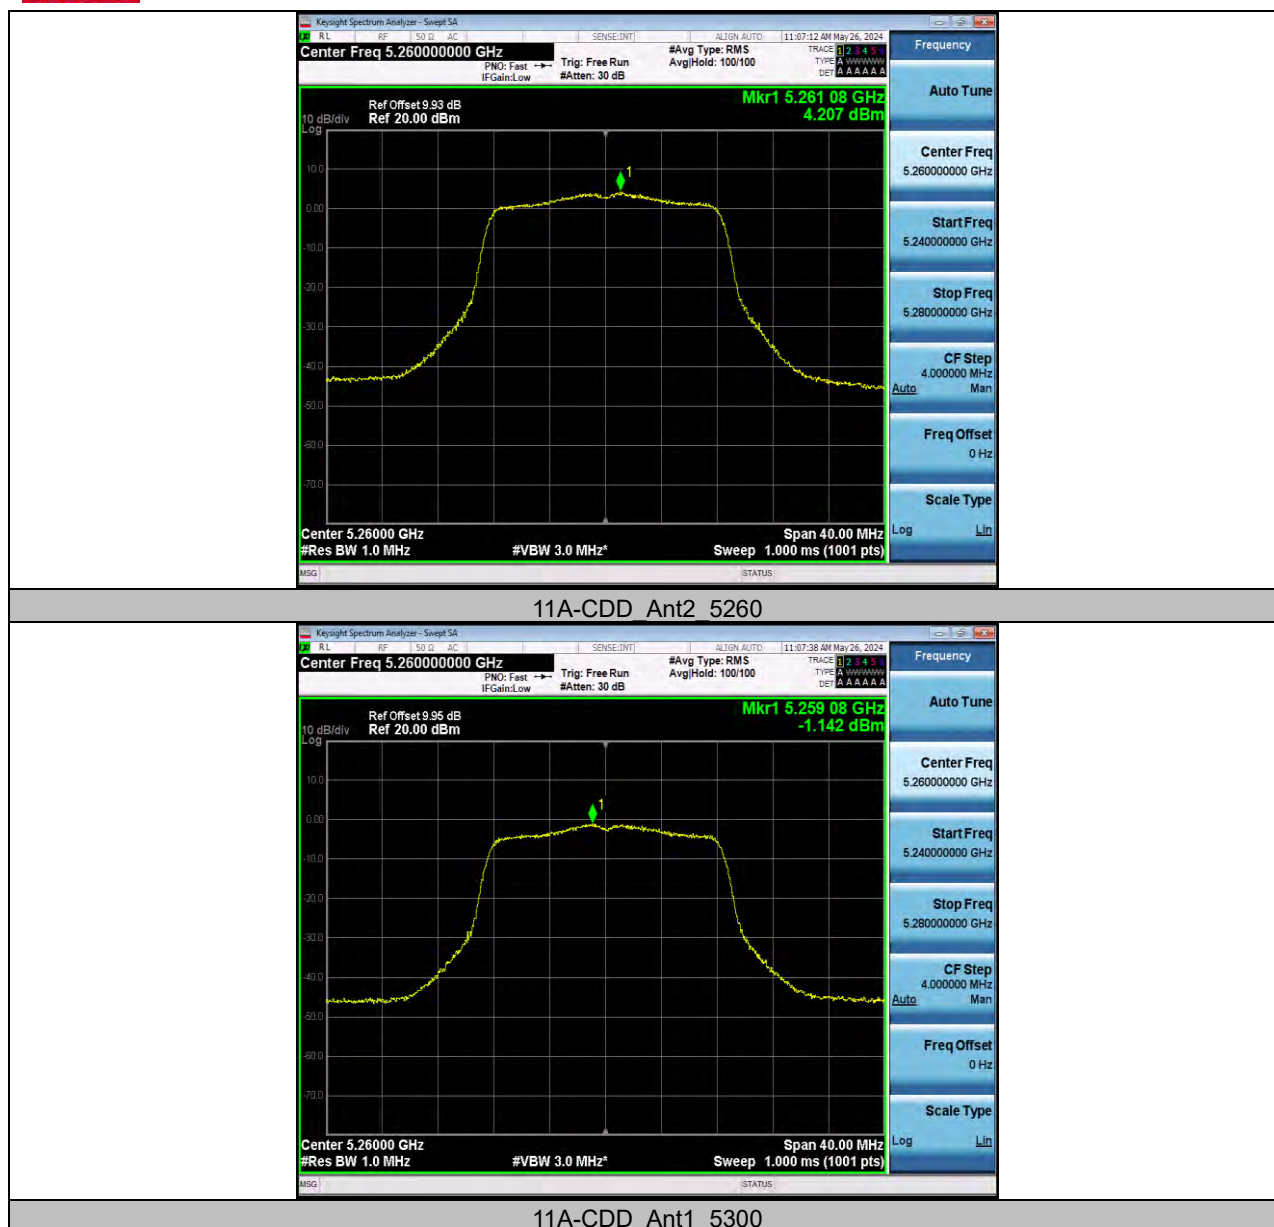 Keysight Spectrum Analyzer - Swept SA
RL RF 50 Ω AC SENSE:INT ALIGN AUTO 11:07:12 AM May 26, 2024
Center Freq 5.260000000 GHz
PNO: Fast
IFGain:Low
Trig: Free Run
#Atten: 30 dB
#Avg Type: RMS
Avg|Hold: 100/100
TRACE 1 2 3 4 5
TYPE A
DET A A A A A A
Frequency
Mkr1 5.261 08 GHz
4.207 dBm
Ref Offset 9.93 dB
10 dB/div Ref 20.00 dBm
Log
10.0
0.00
-10.0
-20.0
-30.0
-40.0
-50.0
-60.0
-70.0
1
Center 5.26000 GHz Span 40.00 MHz
#Res BW 1.0 MHz #VBW 3.0 MHz* Sweep 1.000 ms (1001 pts)
MSG STATUS
Auto Tune
Center Freq
5.260000000 GHz
Start Freq
5.240000000 GHz
Stop Freq
5.280000000 GHz
CF Step
4.000000 MHz
Auto Man
Freq Offset
0 Hz
Scale Type
Log Lin
11A-CDD_Ant2_5260
Keysight Spectrum Analyzer - Swept SA
RL RF 50 Ω AC SENSE:INT ALIGN AUTO 11:07:38 AM May 26, 2024
Center Freq 5.260000000 GHz
PNO: Fast
IFGain:Low
Trig: Free Run
#Atten: 30 dB
#Avg Type: RMS
Avg|Hold: 100/100
TRACE 1 2 3 4 5
TYPE A
DET A A A A A A
Frequency
Mkr1 5.259 08 GHz
-1.142 dBm
Ref Offset 9.95 dB
10 dB/div Ref 20.00 dBm
Log
10.0
0.00
-10.0
-20.0
-30.0
-40.0
-50.0
-60.0
-70.0
1
Center 5.26000 GHz Span 40.00 MHz
#Res BW 1.0 MHz #VBW 3.0 MHz* Sweep 1.000 ms (1001 pts)
MSG STATUS
Auto Tune
Center Freq
5.260000000 GHz
Start Freq
5.240000000 GHz
Stop Freq
5.280000000 GHz
CF Step
4.000000 MHz
Auto Man
Freq Offset
0 Hz
Scale Type
Log Lin
11A-CDD_Ant1_5300